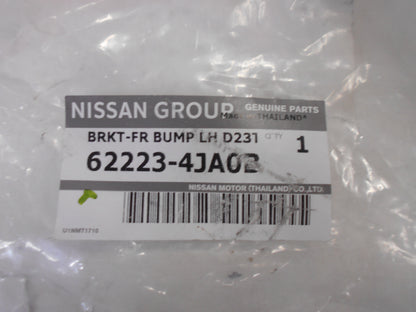 NISSAN GROUP GENUINE PARTS
MADE IN THAILAND*
BRKT-FR BUMP LH D231 Q'TY 1
62223-4JA0B
NISSAN MOTOR (THAILAND) CO.,LTD.
U1NM71710